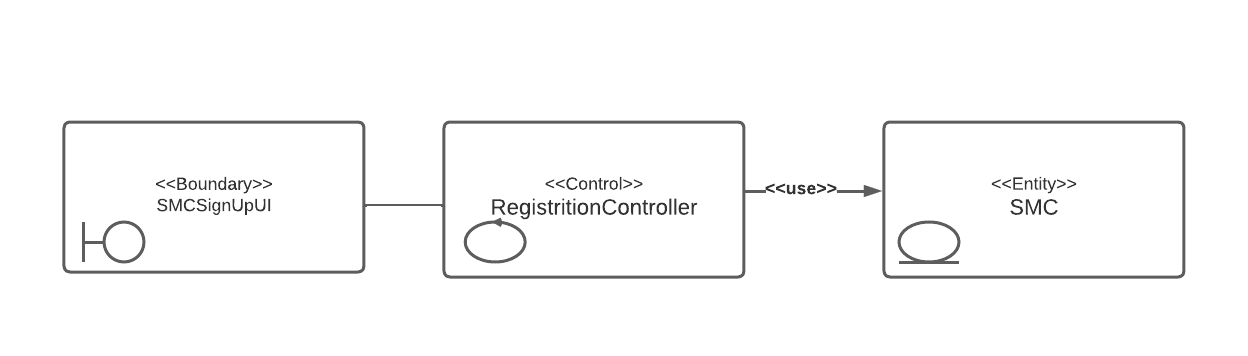 <<Boundary>>
SMCSignUpUI
<<Control>>
RegistritionController
<<use>>
<<Entity>>
SMC